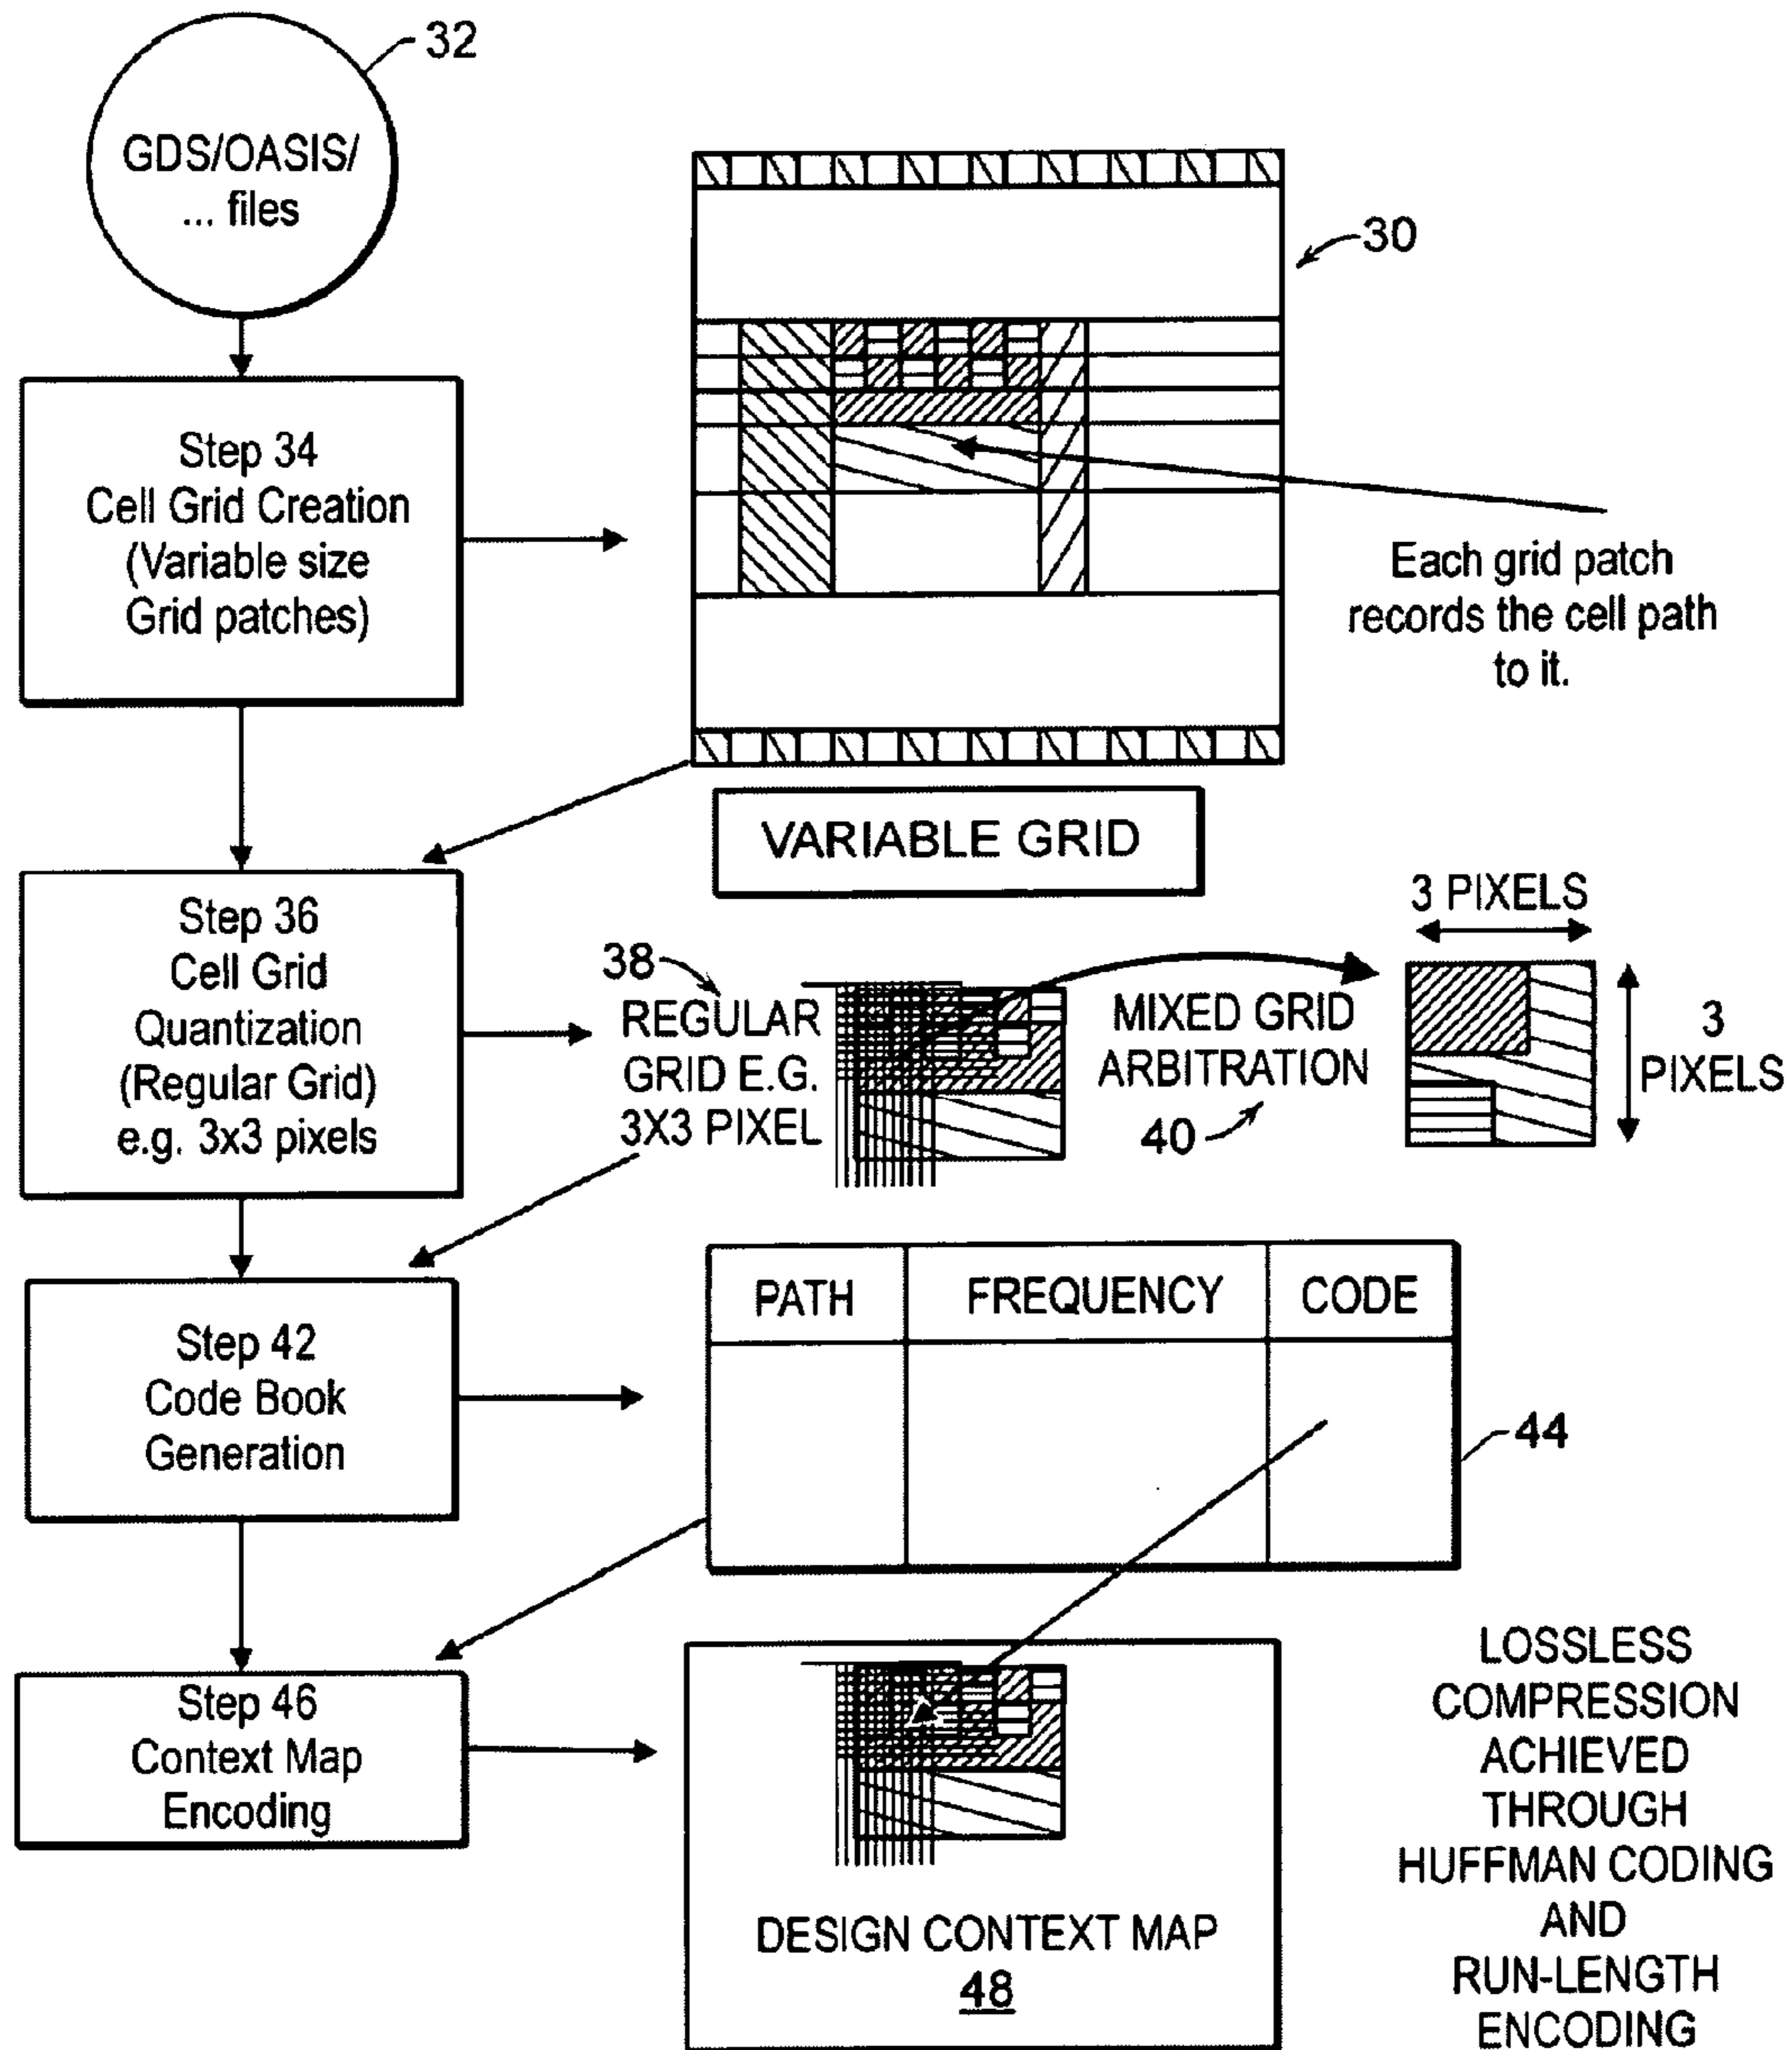 32
GDS/OASIS/
... files
30
Step 34
Cell Grid Creation
(Variable size
Grid patches)
Each grid patch
records the cell path
to it.
VARIABLE GRID
Step 36
Cell Grid
Quantization
(Regular Grid)
e.g. 3x3 pixels
38
REGULAR
GRID E.G.
3X3 PIXEL
MIXED GRID
ARBITRATION
40
3 PIXELS
3
PIXELS
Step 42
Code Book
Generation
PATH
FREQUENCY
CODE
44
Step 46
Context Map
Encoding
DESIGN CONTEXT MAP
48
LOSSLESS
COMPRESSION
ACHIEVED
THROUGH
HUFFMAN CODING
AND
RUN-LENGTH
ENCODING